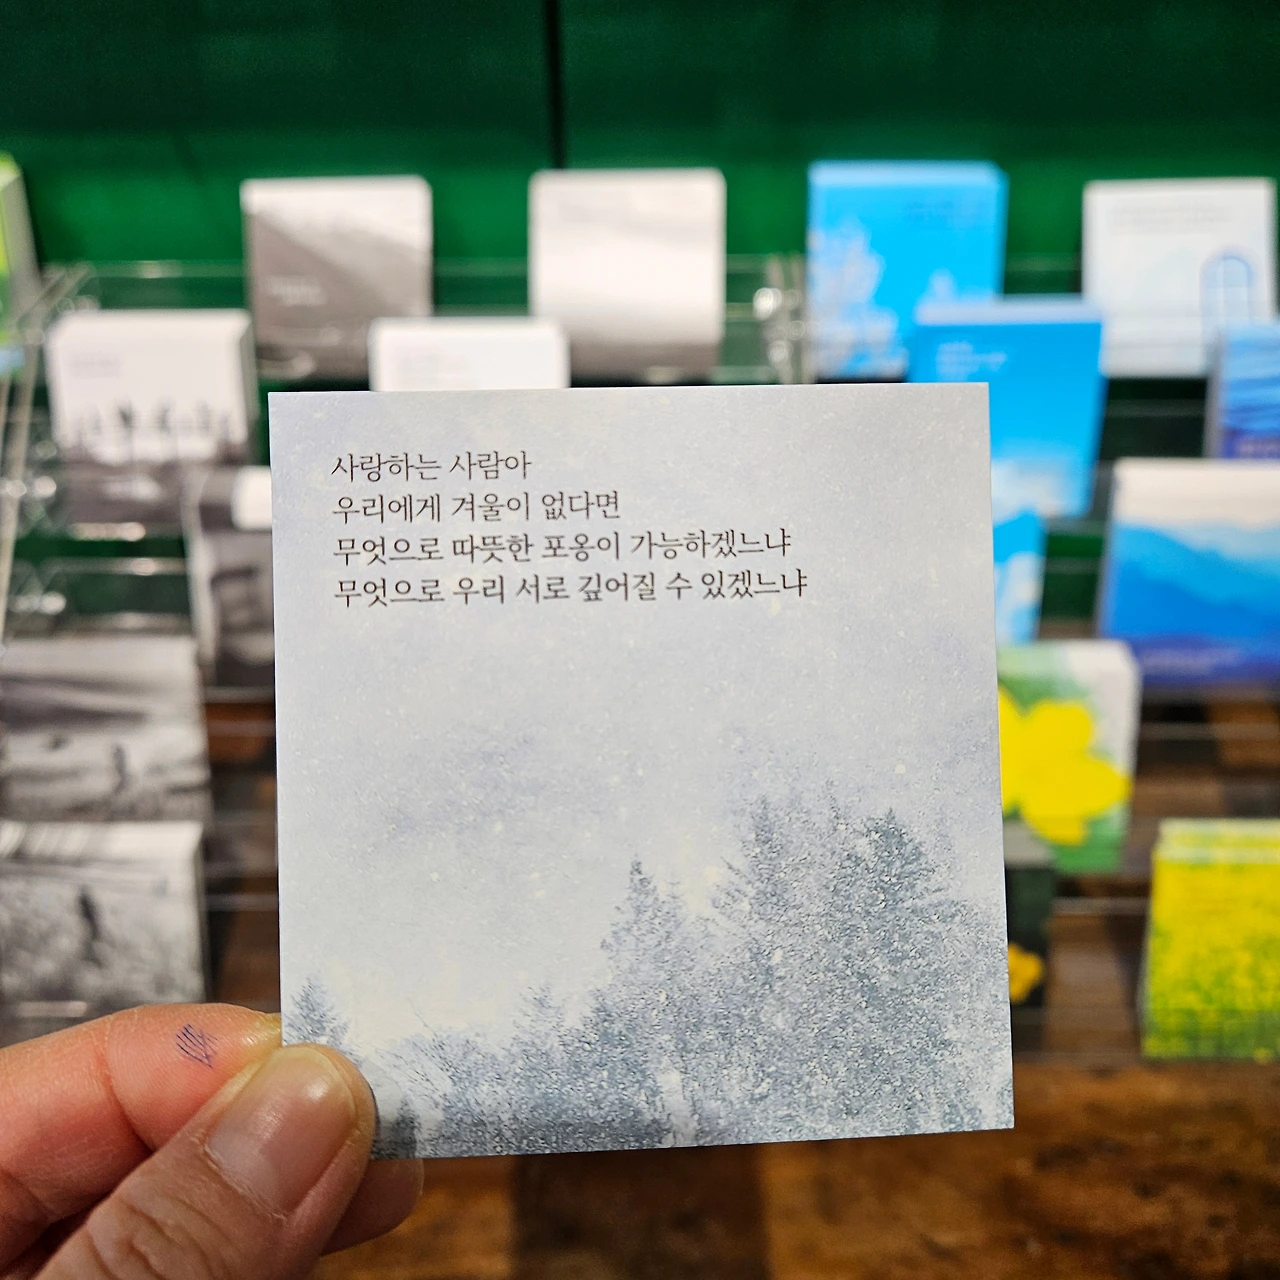 사랑하는 사람아
우리에게 겨울이 없다면
무엇으로 따뜻한 포옹이 가능하겠느냐
무엇으로 우리 서로 깊어질 수 있겠느냐